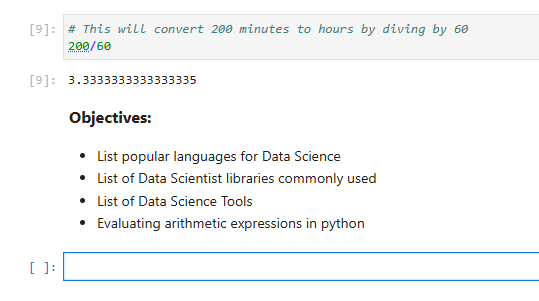 [9]: # This will convert 200 minutes to hours by diving by 60
200/60
[9]: 3.3333333333333335
Objectives:
• List popular languages for Data Science
• List of Data Scientist libraries commonly used
• List of Data Science Tools
• Evaluating arithmetic expressions in python
[ ]: